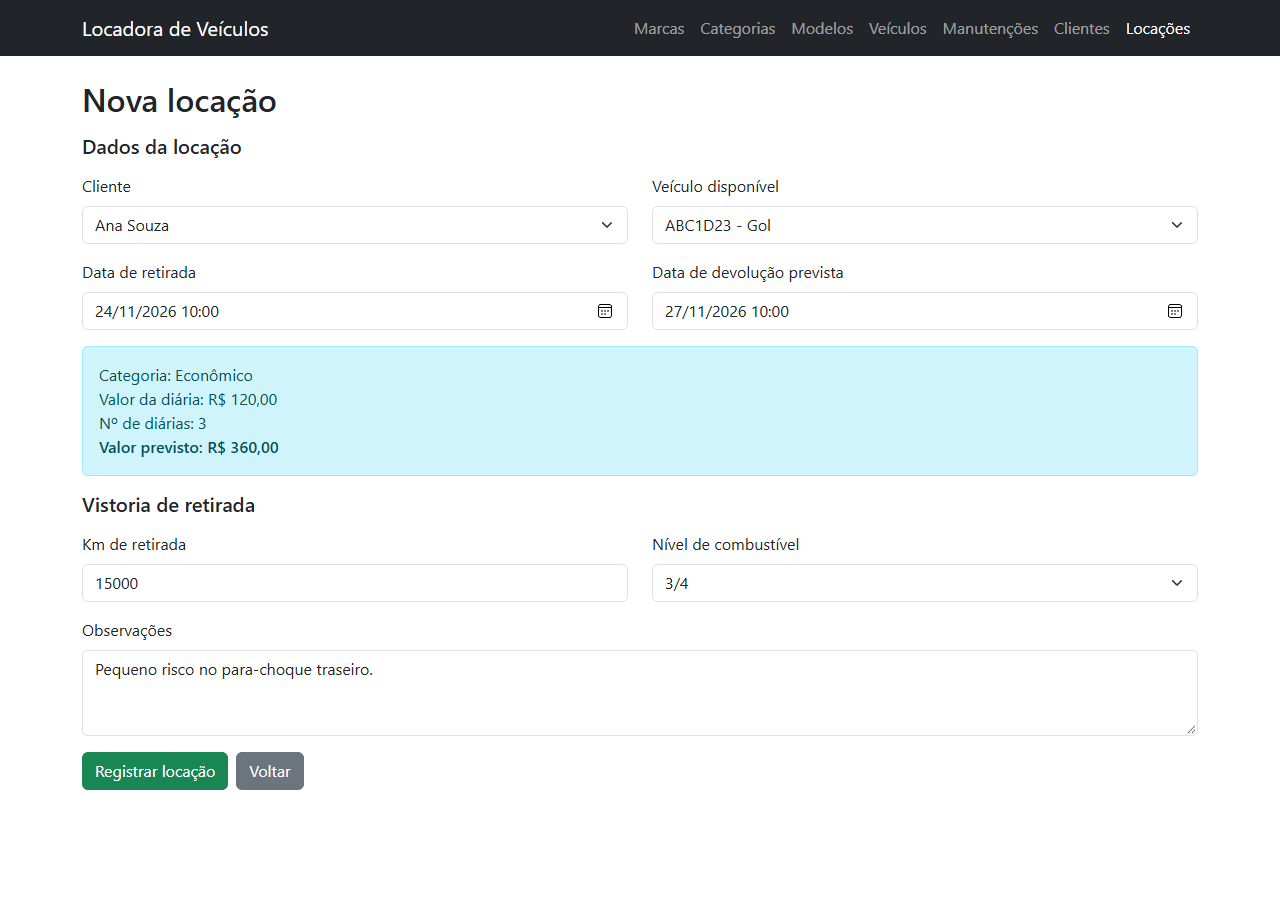 Locadora de Veículos
Marcas Categorias Modelos Veículos Manutenções Clientes Locações
Nova locação
Dados da locação
Cliente
Veículo disponível
Ana Souza
ABC1D23 - Gol
Data de retirada
Data de devolução prevista
24/11/2026 10:00
27/11/2026 10:00
Categoria: Econômico
Valor da diária: R$ 120,00
Nº de diárias: 3
Valor previsto: R$ 360,00
Vistoria de retirada
Km de retirada
Nível de combustível
15000
3/4
Observações
Pequeno risco no para-choque traseiro.
Registrar locação
Voltar